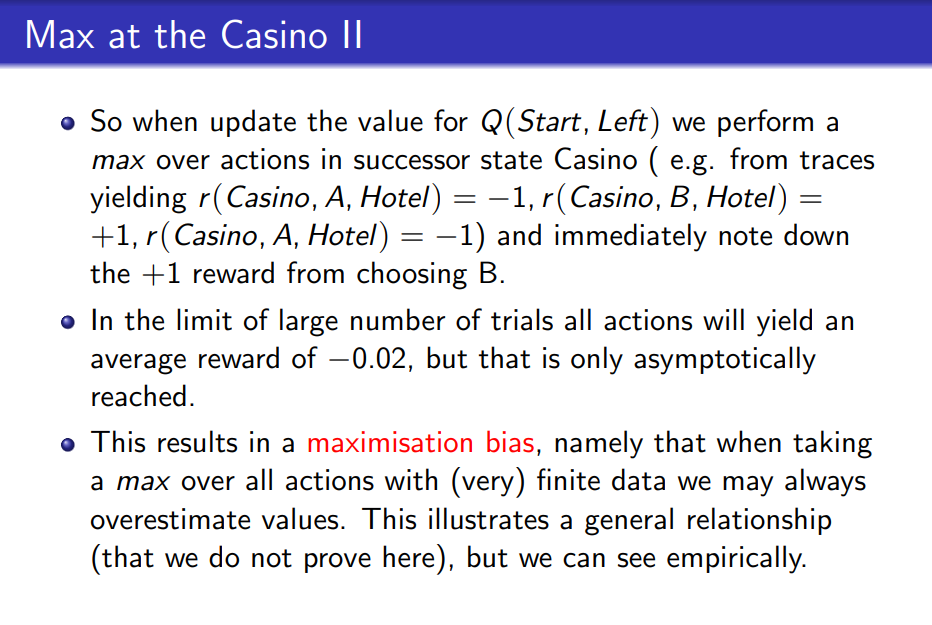 Max at the Casino II
So when update the value for Q(Start, Left) we perform a
max over actions in successor state Casino ( e.g. from traces
yielding r(Casino, A, Hotel) = −1, r(Casino, B, Hotel) =
+1, r(Casino, A, Hotel) = −1) and immediately note down
the +1 reward from choosing B.
In the limit of large number of trials all actions will yield an
average reward of −0.02, but that is only asymptotically
reached.
This results in a maximisation bias, namely that when taking
a max over all actions with (very) finite data we may always
overestimate values. This illustrates a general relationship
(that we do not prove here), but we can see empirically.